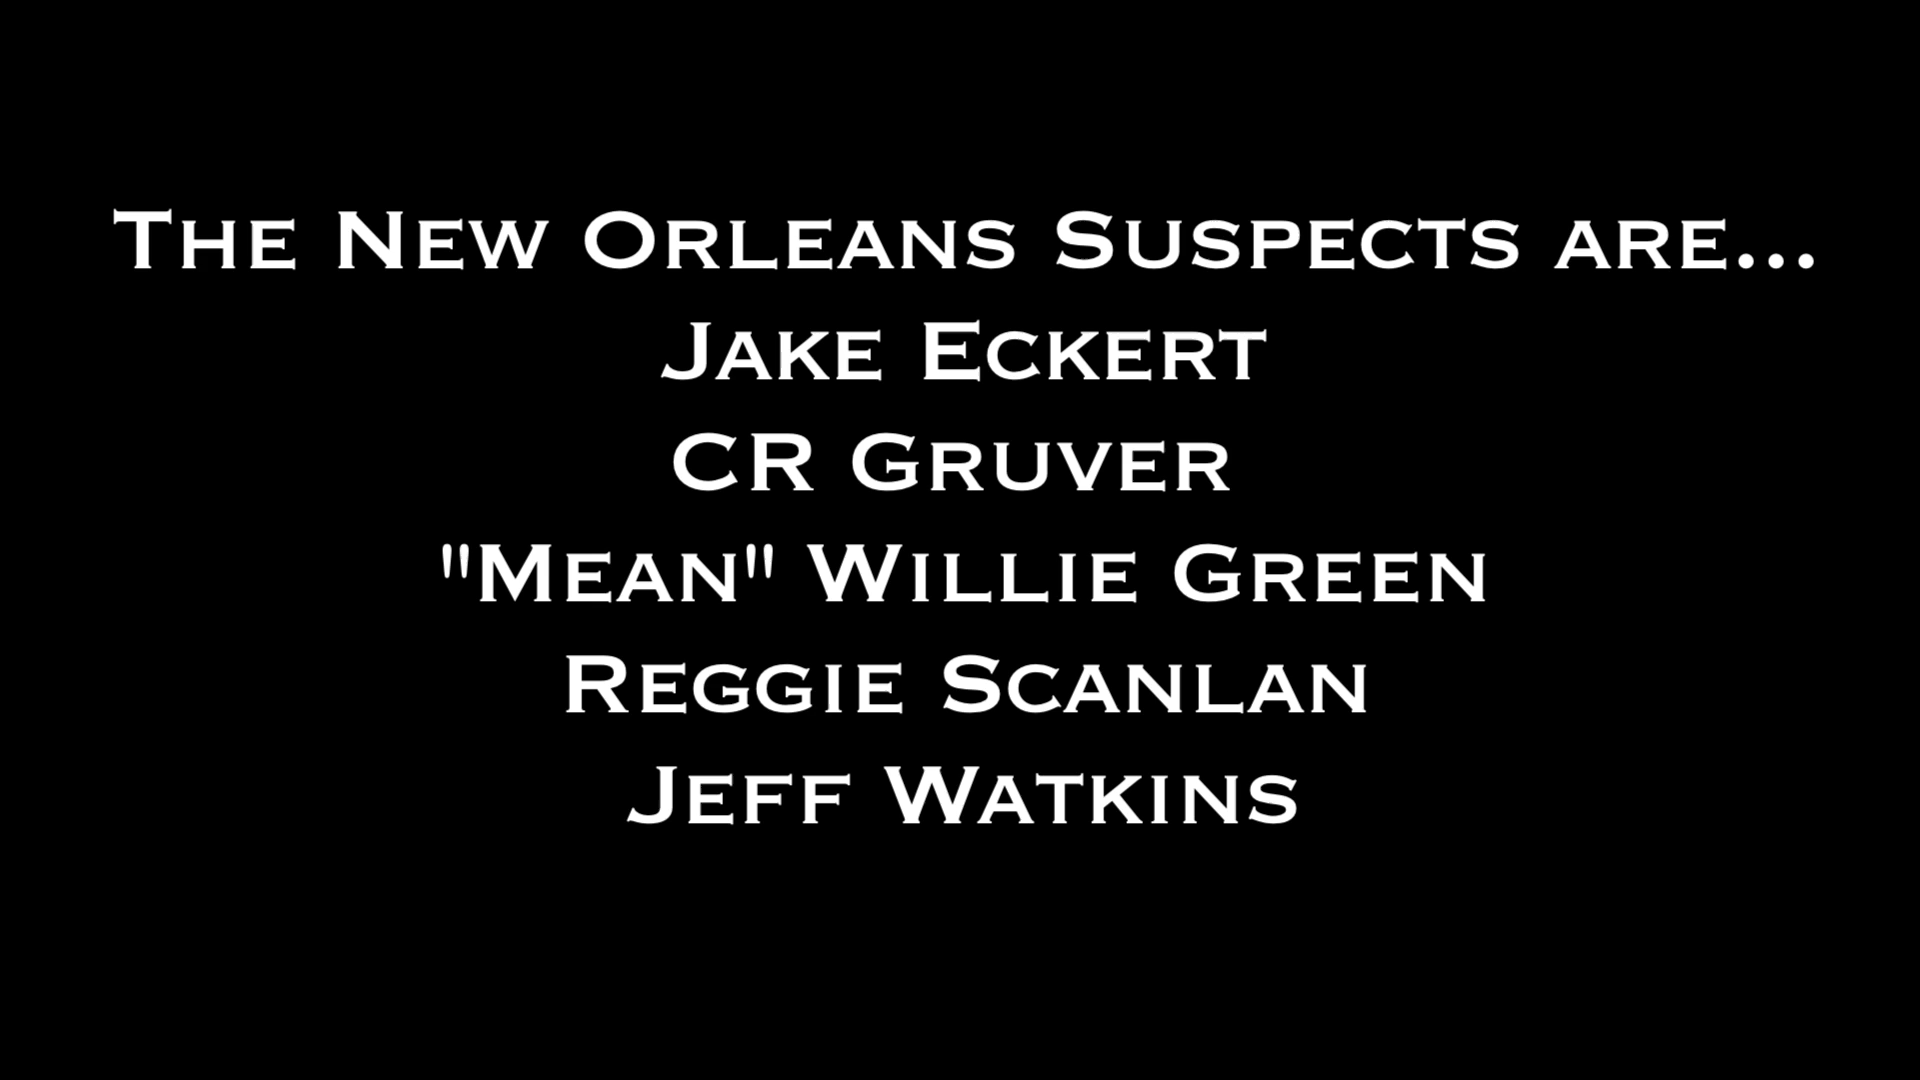 The New Orleans Suspects are...
Jake Eckert
CR Gruver
"Mean" Willie Green
Reggie Scanlan
Jeff Watkins